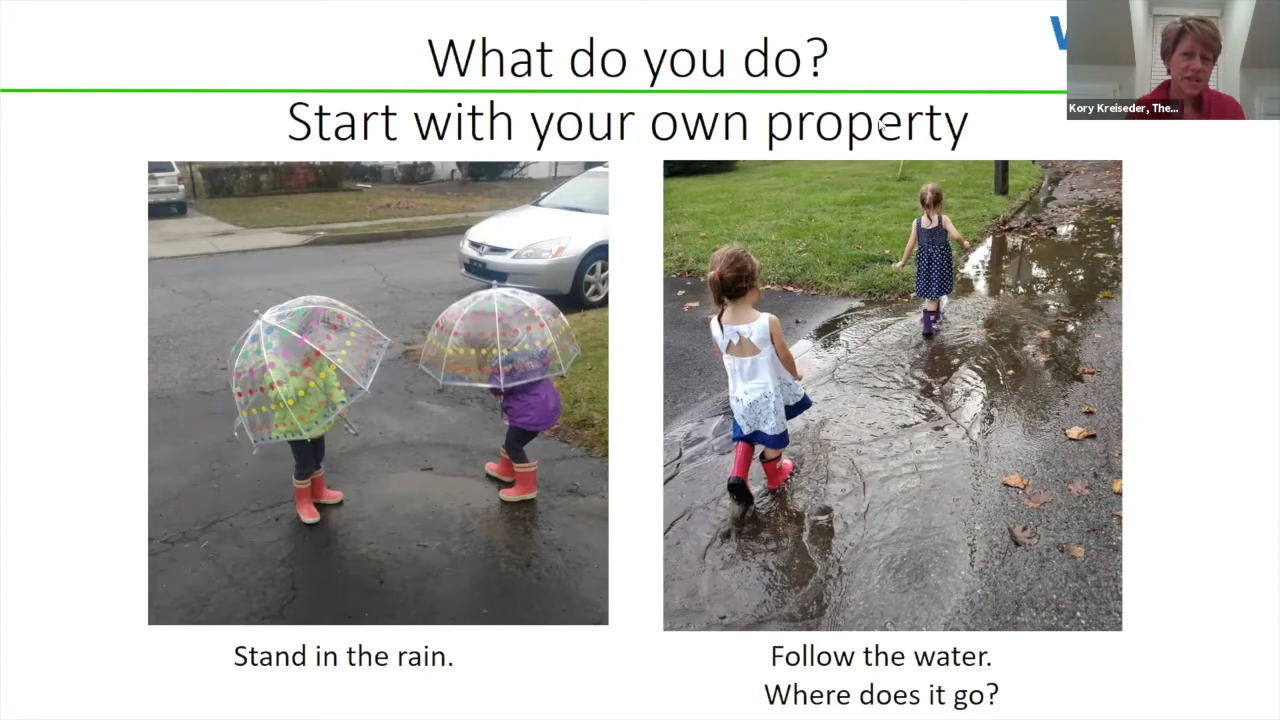 What do you do?
Start with your own property
Kory Kreiseder, The...
Stand in the rain.
Follow the water.
Where does it go?